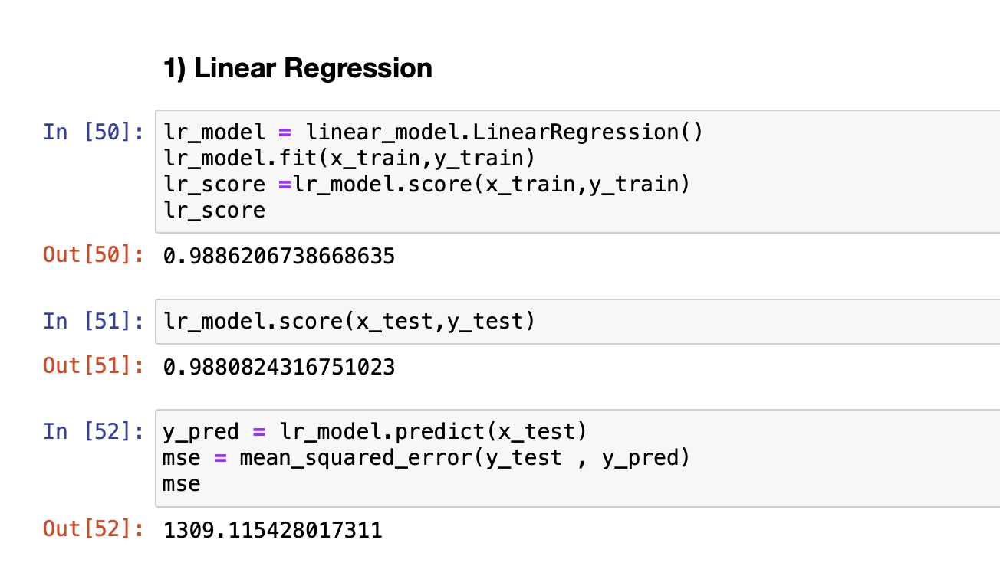 1) Linear Regression
In [50]: lr_model = linear_model.LinearRegression()
lr_model.fit(x_train,y_train)
lr_score =lr_model.score(x_train,y_train)
lr_score
Out[50]: 0.9886206738668635
In [51]: lr_model.score(x_test,y_test)
Out[51]: 0.9880824316751023
In [52]: y_pred = lr_model.predict(x_test)
mse = mean_squared_error(y_test , y_pred)
mse
Out[52]: 1309.115428017311